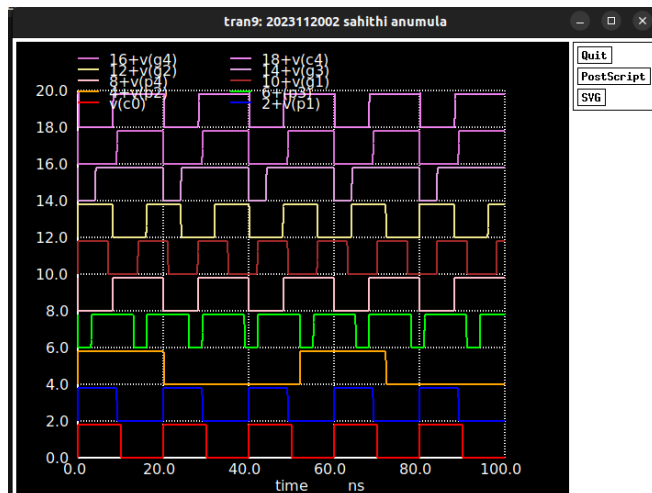 tran9: 2023112002 sahithi anumula
Quit
PostScript
SVG
16+v(g4) 18+v(c4)
12+v(g2) 14+v(g3)
8+v(p4) 10+v(g1)
4+v(p2) 6+(p3)
v(c0) 2+v(p1)
20.0
18.0
16.0
14.0
12.0
10.0
8.0
6.0
4.0
2.0
0.0
0.0 20.0 40.0 60.0 80.0 100.0
time ns